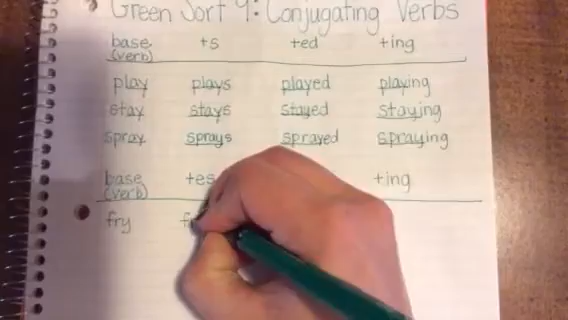 Green Sort 9: Conjugating Verbs
base +s +ed +ing
(verb)
play plays played playing
stay stays stayed staying
spray sprays sprayed spraying
base +es +ing
(verb)
fry